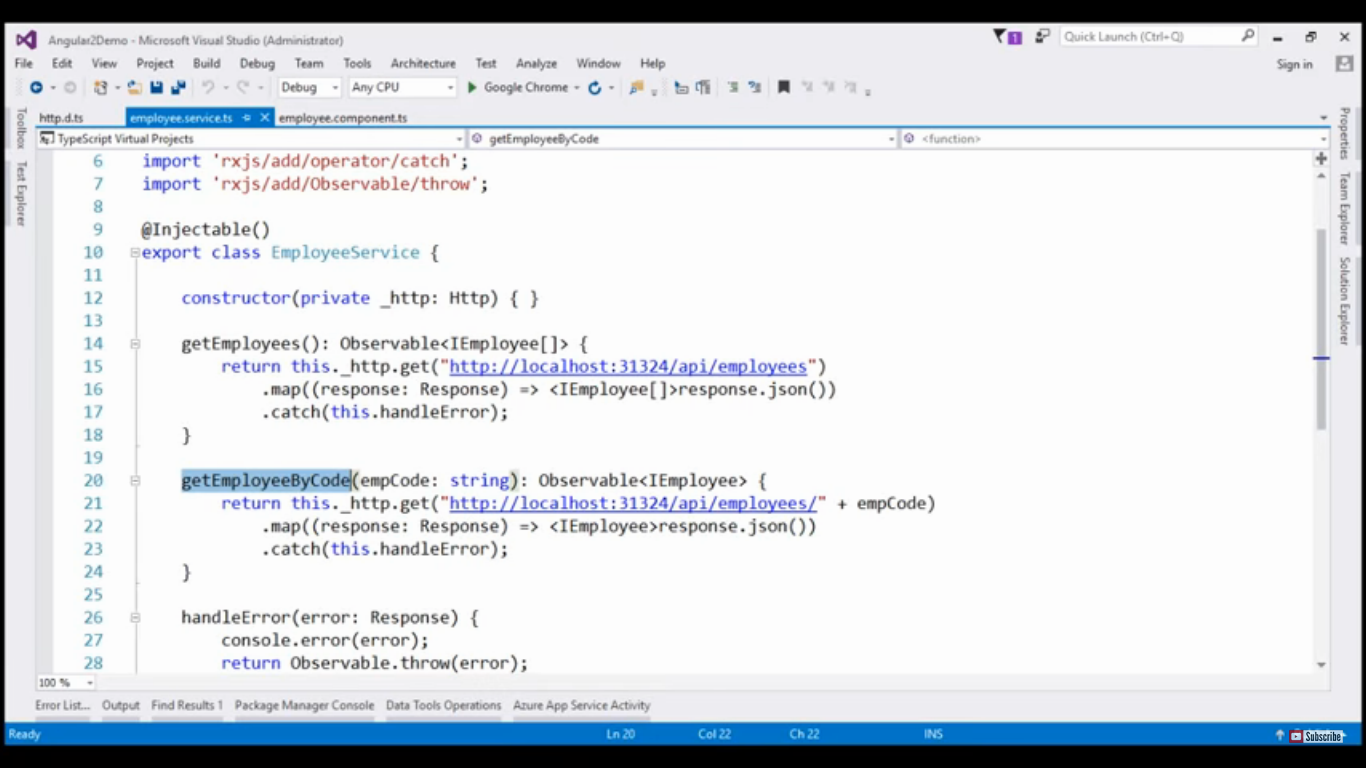 Angular2Demo - Microsoft Visual Studio (Administrator)
1
Quick Launch (Ctrl+Q)
File Edit View Project Build Debug Team Tools Architecture Test Analyze Window Help
Sign in
Debug Any CPU Google Chrome
http.d.ts employee.service.ts employee.component.ts
TypeScript Virtual Projects getEmployeeByCode <function>
Toolbox
Test Explorer
Properties
Team Explorer
Solution Explorer
6 import 'rxjs/add/operator/catch';
7 import 'rxjs/add/Observable/throw';
8
9 @Injectable()
10 export class EmployeeService {
11
12 constructor(private _http: Http) { }
13
14 getEmployees(): Observable<IEmployee[]> {
15 return this._http.get("http://localhost:31324/api/employees")
16 .map((response: Response) => <IEmployee[]>response.json())
17 .catch(this.handleError);
18 }
19
20 getEmployeeByCode(empCode: string): Observable<IEmployee> {
21 return this._http.get("http://localhost:31324/api/employees/" + empCode)
22 .map((response: Response) => <IEmployee>response.json())
23 .catch(this.handleError);
24 }
25
26 handleError(error: Response) {
27 console.error(error);
28 return Observable.throw(error);
100 %
Error List... Output Find Results 1 Package Manager Console Data Tools Operations Azure App Service Activity
Ready Ln 20 Col 22 Ch 22 INS Subscribe